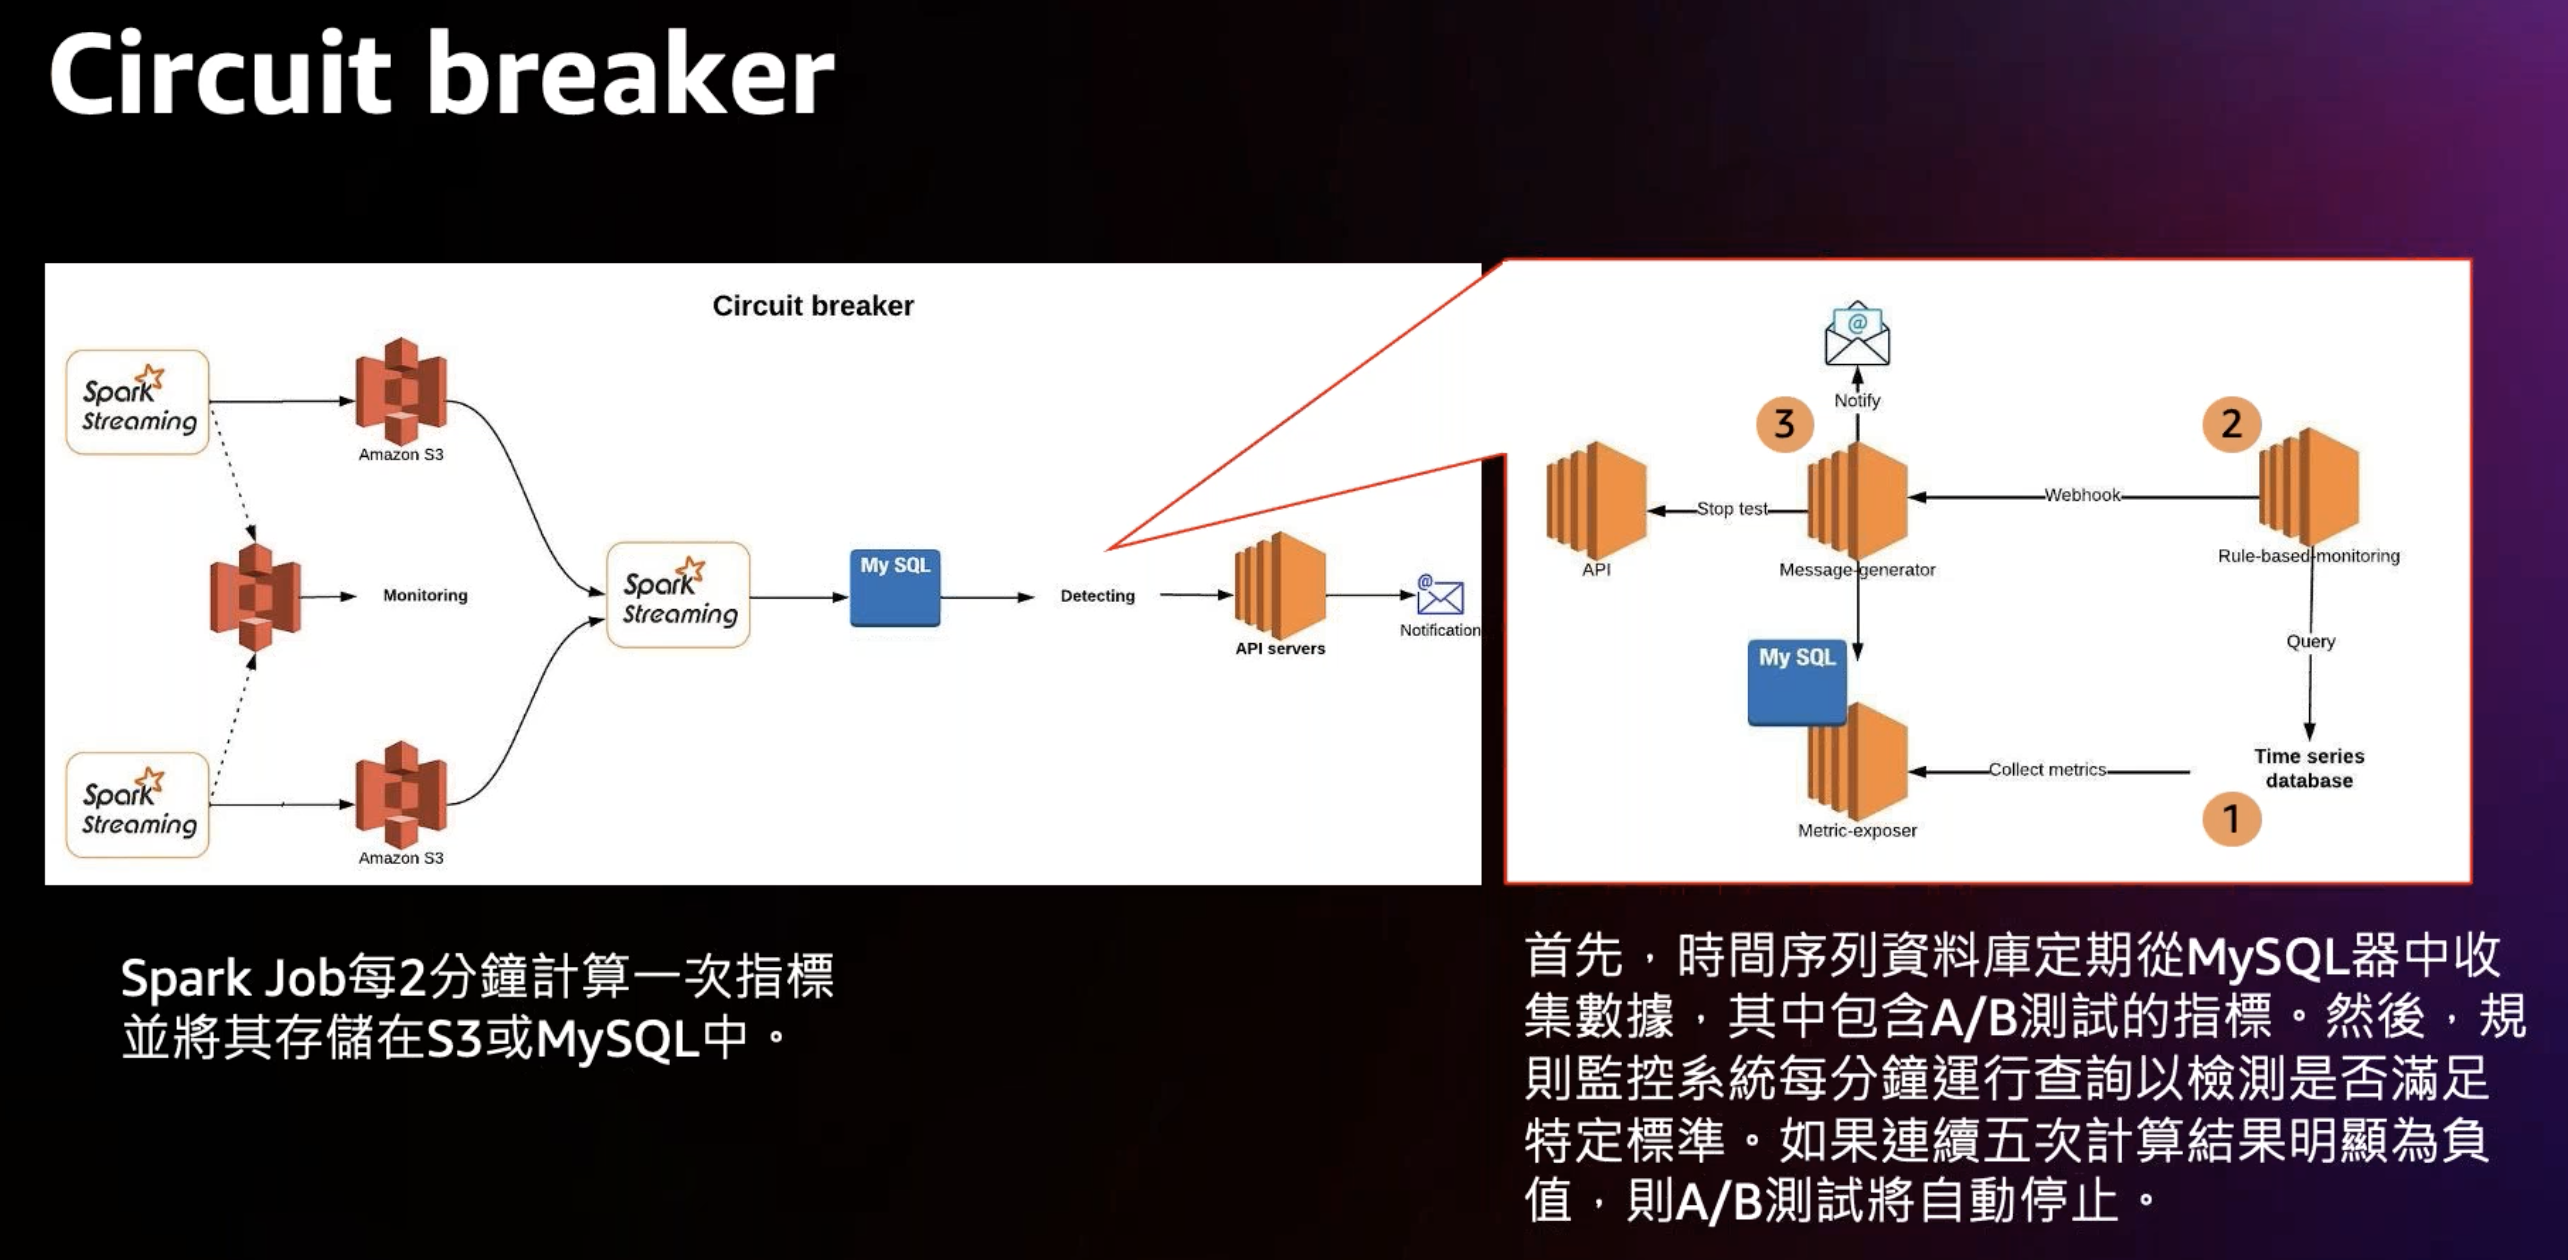 Circuit breaker
Circuit breaker
Spark
Streaming
Amazon S3
Monitoring
Spark
Streaming
Amazon S3
Spark
Streaming
My SQL
Detecting
API servers
@
Notification
@
Notify
3
2
Stop test
Webhook
API
Message-generator
Rule-based-monitoring
My SQL
Query
Collect metrics
Time series
database
1
Metric-exposer
Spark Job每2分鐘計算一次指標
並將其存儲在S3或MySQL中。
首先，時間序列資料庫定期從MySQL器中收
集數據，其中包含A/B測試的指標。然後，規
則監控系統每分鐘運行查詢以檢測是否滿足
特定標準。如果連續五次計算結果明顯為負
值，則A/B測試將自動停止。